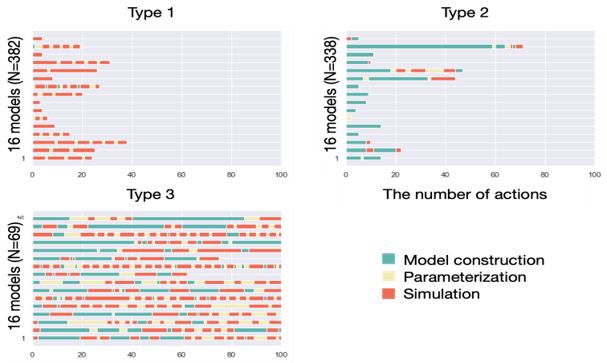 Type 1
16 models (N=382)
1
0 20 40 60 80 100
Type 2
16 models (N=338)
1
0 20 40 60 80 100
The number of actions
Type 3
16 models (N=69)
1
0 20 40 60 80 100
Model construction
Parameterization
Simulation